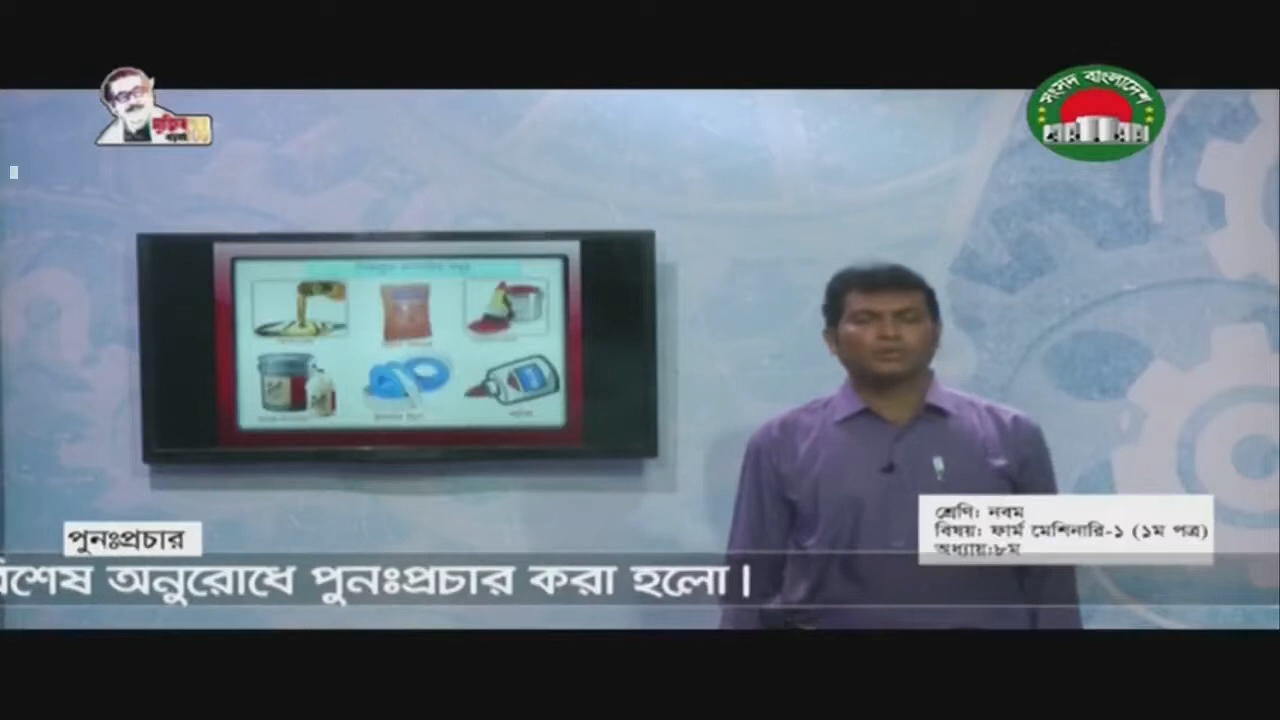 সংসদ বাংলাদেশ
শ্রেণি: নবম
বিষয়: ফার্ম মেশিনারি-১ (১ম পত্র)
অধ্যায়:৮ম
পুনঃপ্রচার
বিশেষ অনুরোধে পুনঃপ্রচার করা হলো।